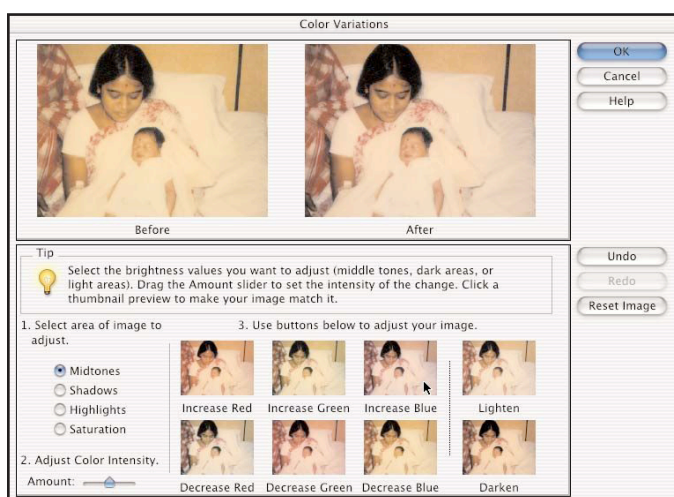 Color Variations
Before
After
OK
Cancel
Help
Tip
Select the brightness values you want to adjust (middle tones, dark areas, or
light areas). Drag the Amount slider to set the intensity of the change. Click a
thumbnail preview to make your image match it.
Undo
Redo
Reset Image
1. Select area of image to
adjust.
Midtones
Shadows
Highlights
Saturation
2. Adjust Color Intensity.
Amount:
3. Use buttons below to adjust your image.
Increase Red
Increase Green
Increase Blue
Lighten
Decrease Red
Decrease Green
Decrease Blue
Darken